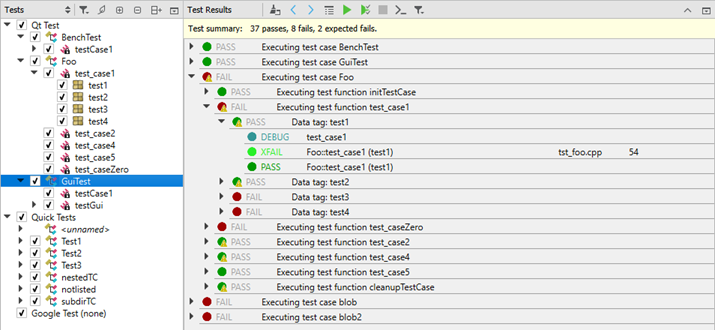 Tests
Qt Test
BenchTest
testCase1
Foo
test_case1
test1
test2
test3
test4
test_case2
test_case4
test_case5
test_caseZero
GuiTest
testCase1
testGui
Quick Tests
<unnamed>
Test1
Test2
Test3
nestedTC
notlisted
subdirTC
Google Test (none)
Test Results
Test summary: 37 passes, 8 fails, 2 expected fails.
PASS Executing test case BenchTest
PASS Executing test case GuiTest
FAIL Executing test case Foo
PASS Executing test function initTestCase
FAIL Executing test function test_case1
PASS Data tag: test1
DEBUG test_case1
XFAIL Foo::test_case1 (test1) tst_foo.cpp 54
PASS Foo::test_case1 (test1)
PASS Data tag: test2
FAIL Data tag: test3
FAIL Data tag: test4
FAIL Executing test function test_caseZero
PASS Executing test function test_case2
PASS Executing test function test_case4
PASS Executing test function test_case5
PASS Executing test function cleanupTestCase
FAIL Executing test case blob
FAIL Executing test case blob2